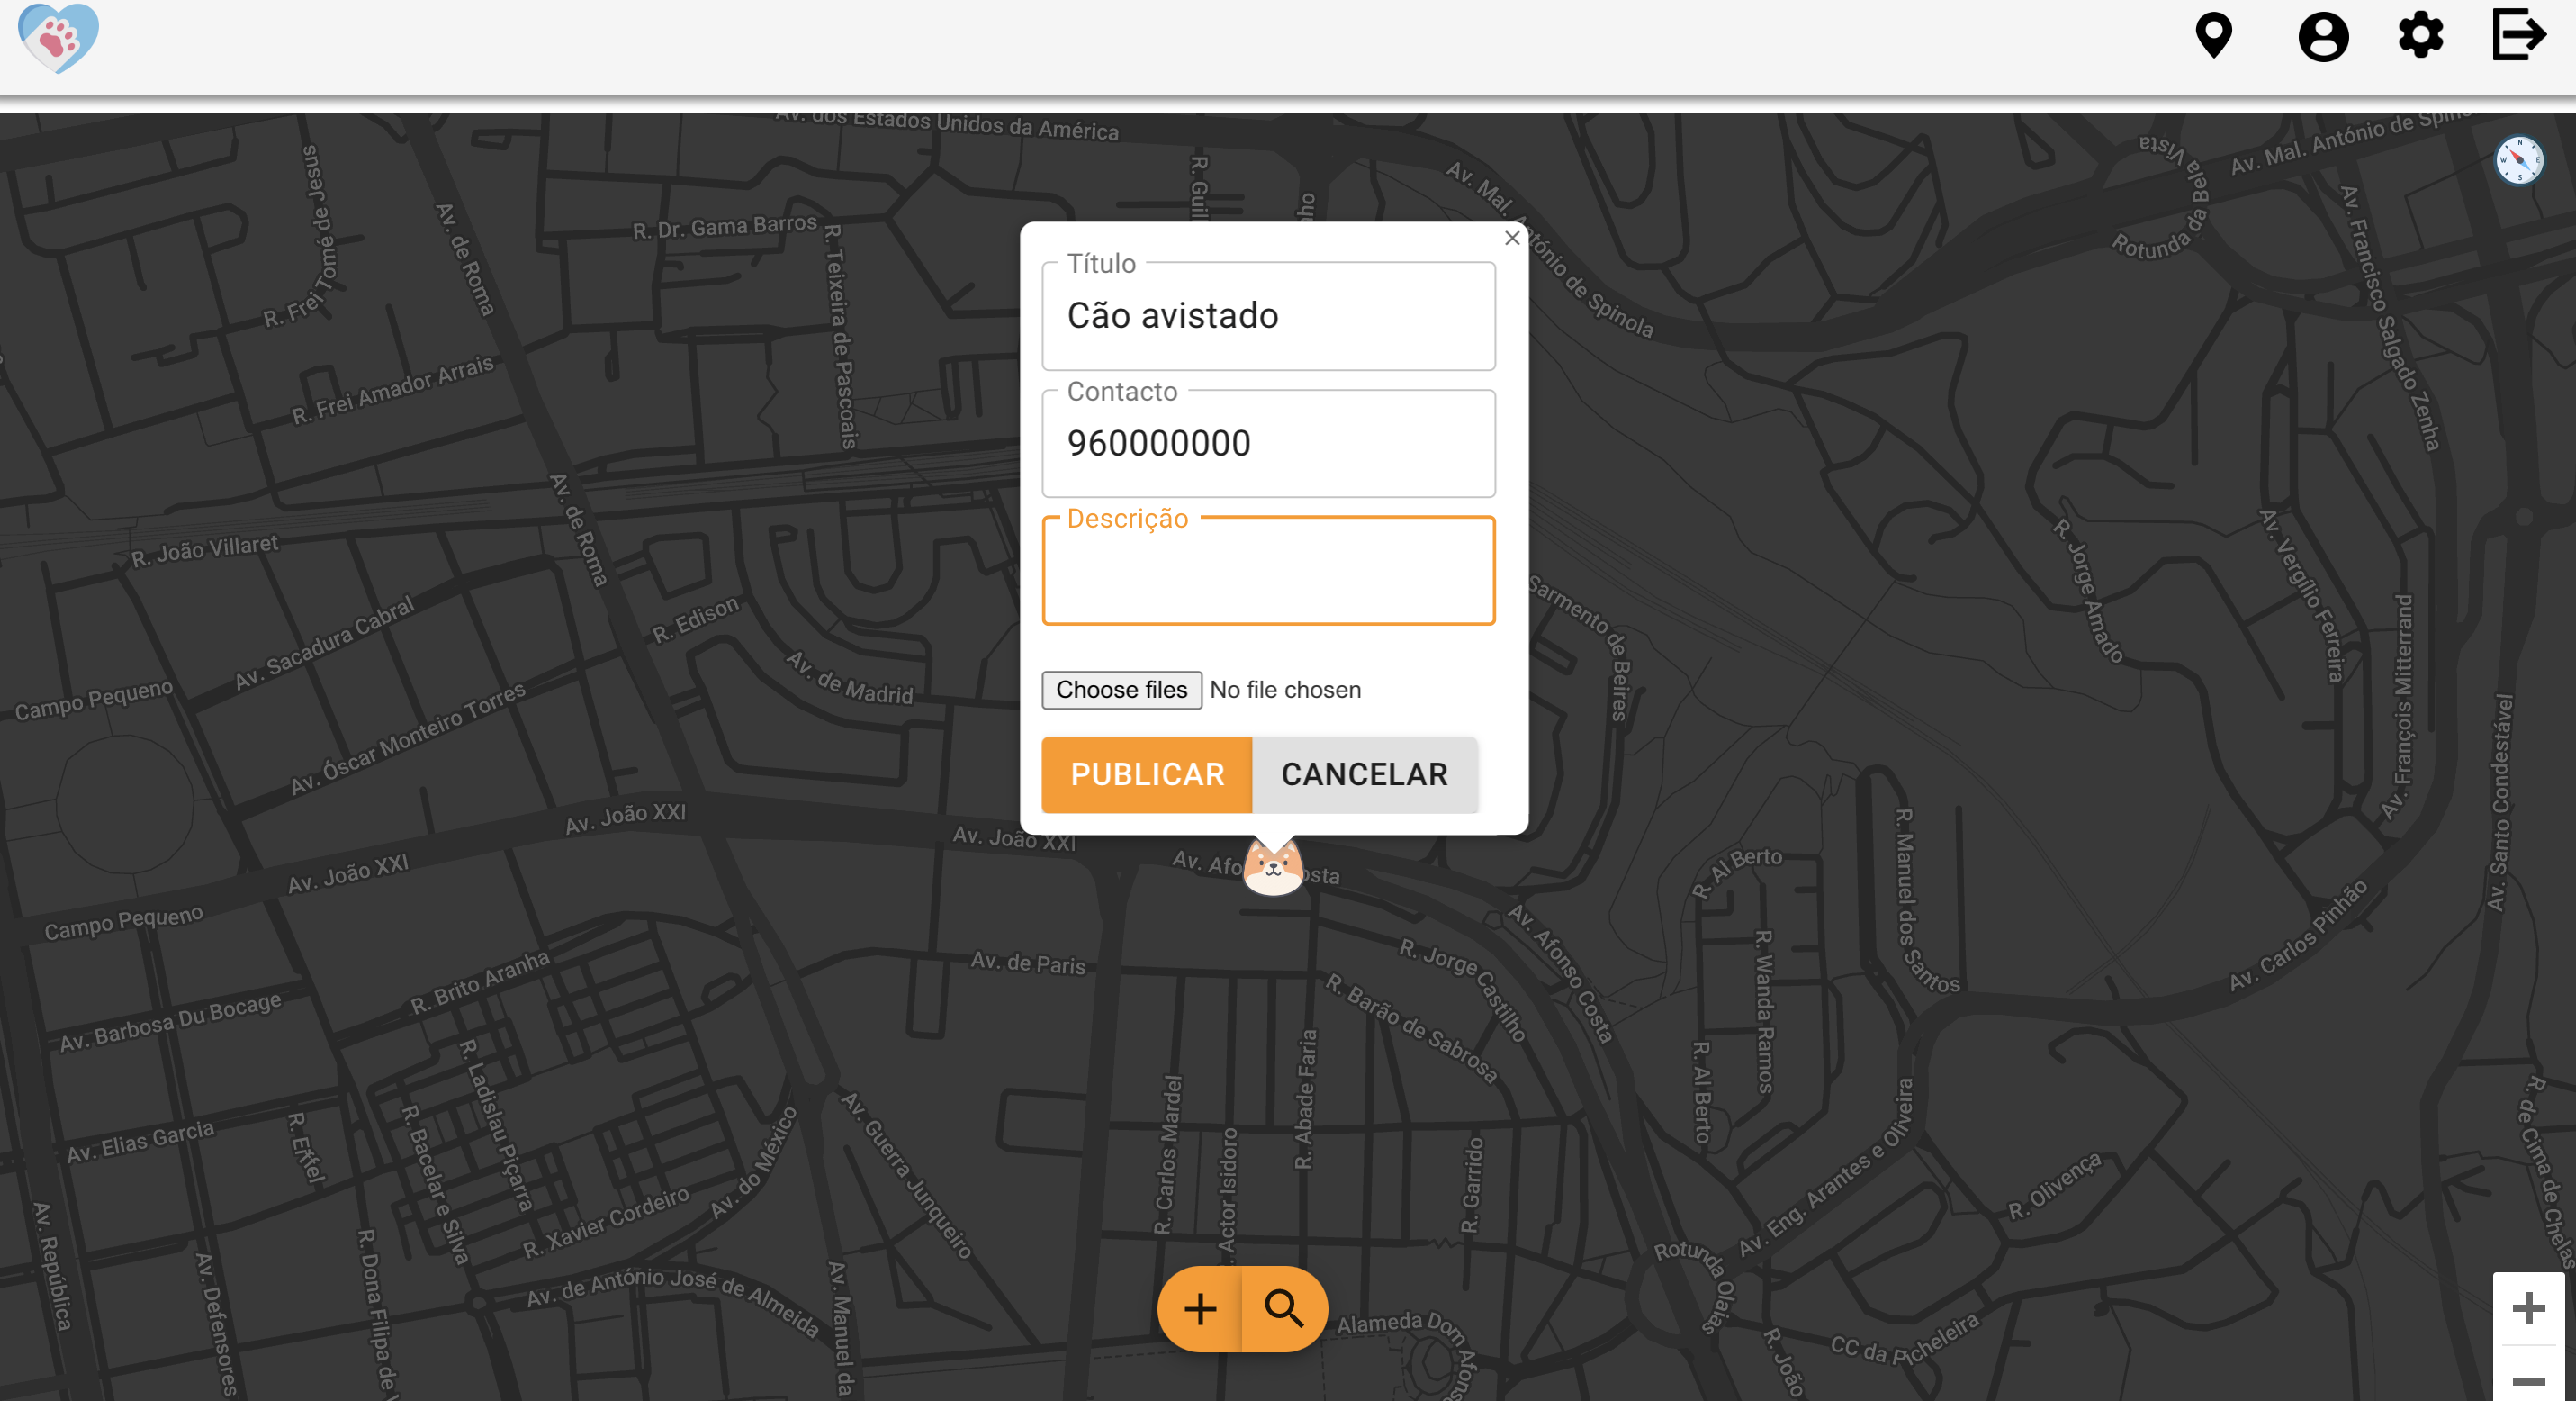 Av. dos Estados Unidos da América
Av. Mal. António de Spínola
Bela Vista
Rotunda da
R. Frei Tomé de Jesus
Av. de Roma
R. Dr. Gama Barros
R. Teixeira de Pascoais
R. Guil
nho
Av. Mal. António de Spinola
Av. Francisco Salgado Zenha
Título
Cão avistado
Contacto
960000000
Descrição
Choose files No file chosen
PUBLICAR CANCELAR
R. Frei Amador Arrais
Av. de Roma
R. João Villaret
R. Edison
Av. Sacadura Cabral
Av. de Madrid
Campo Pequeno
Av. Óscar Monteiro Torres
Sarmento de Beires
R. Jorge Amado
Av. Vergílio Ferreira
Av. François Mitterrand
Av. Santo Condestável
Av. João XXI
Av. João XXI
Av. João XXI
Av. Afo osta
R. Al Berto
R. Manuel dos Santos
Av. Carlos Pinhão
Campo Pequeno
Av. de Paris
R. Jorge Castilho
Av. Afonso Costa
R. Wanda Ramos
R. Brito Aranha
R. Barão de Sabrosa
Av. Barbosa Du Bocage
R. Ladislau Piçarra
R. Abade Faria
R. Al Berto
Av. Elias Garcia
R. Eiffel
R. Bacelar e Silva
Av. do México
Av. Guerra Junqueiro
R. Carlos Mardel
Actor Isidoro
R. Garrido
Av. Eng. Arantes e Oliveira
R. Olivença
R. de Cima de Chelas
R. Xavier Cordeiro
Av. República
Av. Defensores
R. Dona Filipa de
Av. de António José de Almeida
Av. Manuel da
Rotunda Olaias
Alameda Dom Afons
R. João
CC da Picheleira
N
W E
S